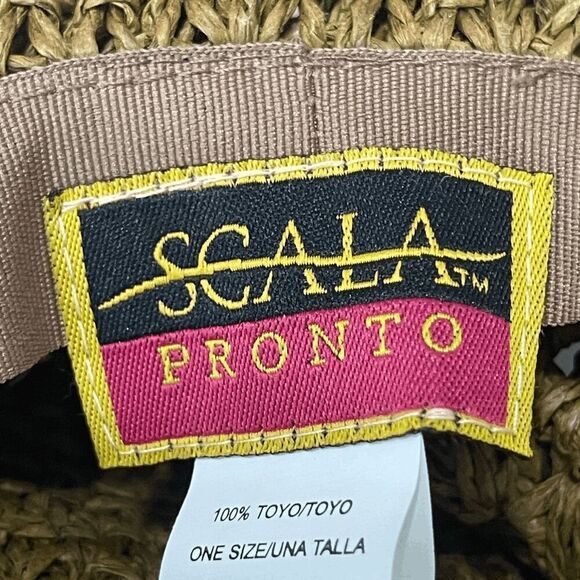 SCALA™
PRONTO
100% TOYO/TOYO
ONE SIZE/UNA TALLA